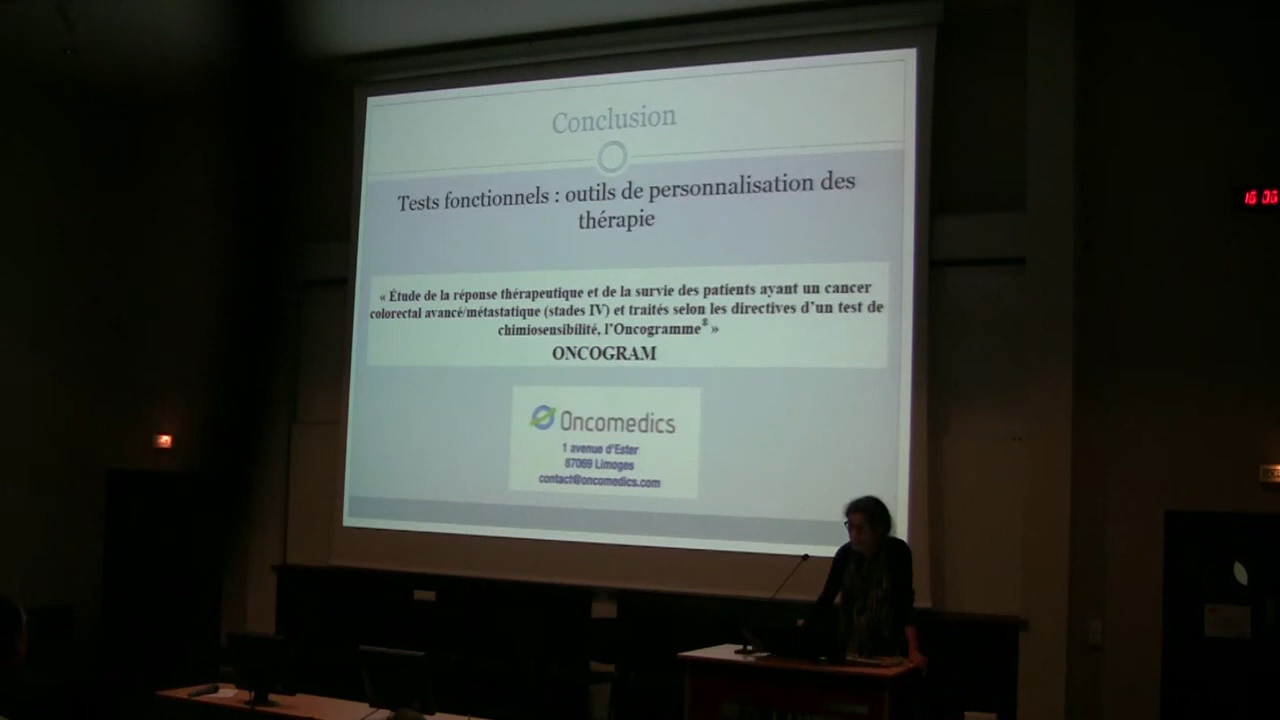 Conclusion
Tests fonctionnels : outils de personnalisation des
thérapie
« Étude de la réponse thérapeutique et de la survie des patients ayant un cancer
colorectal avancé/métastatique (stades IV) et traités selon les directives d'un test de
chimiosensibilité, l'Oncogramme® »
ONCOGRAM
Oncomedics
1 avenue d'Ester
87069 Limoges
contact@oncomedics.com